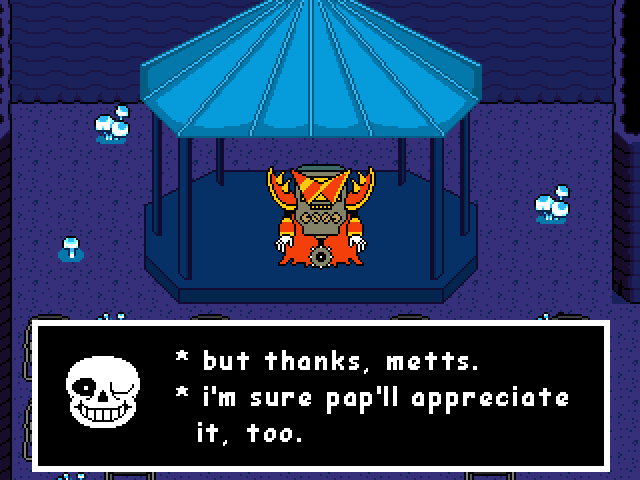 * but thanks, metts.
* i'm sure pap'll appreciate
it, too.